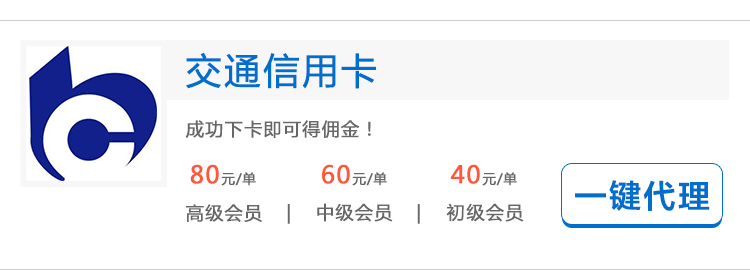 交通信用卡
成功下卡即可得佣金！
80元/单 60元/单 40元/单
高级会员 | 中级会员 | 初级会员
一键代理